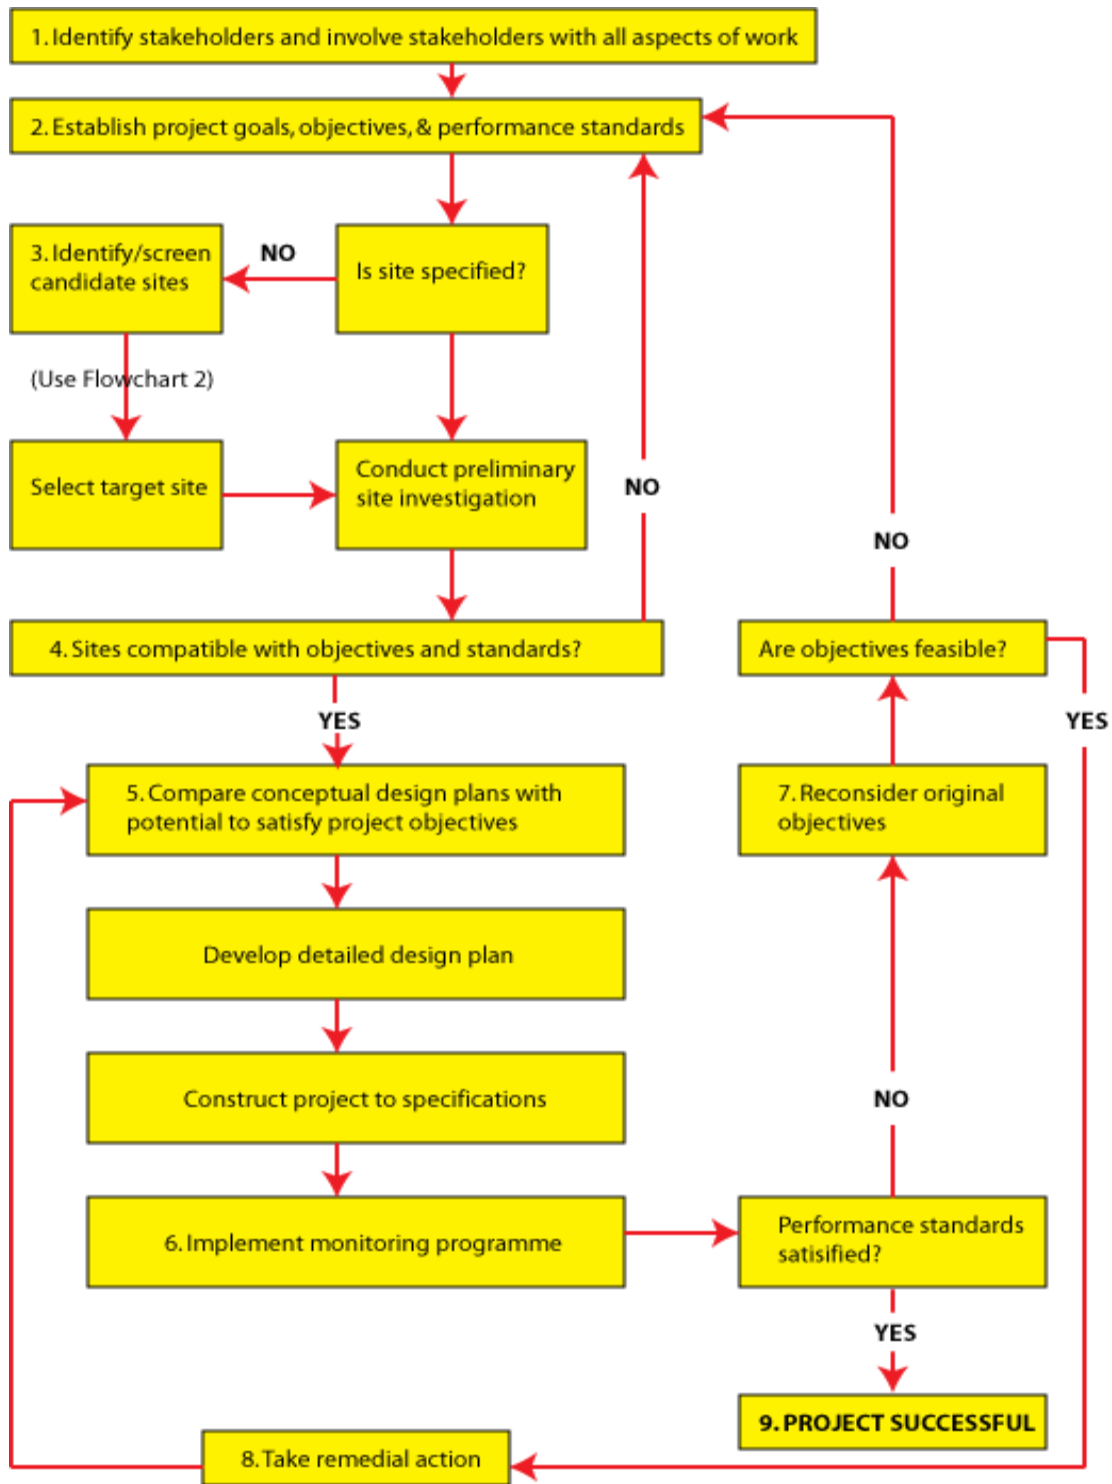 1. Identify stakeholders and involve stakeholders with all aspects of work
2. Establish project goals, objectives, & performance standards
3. Identify/screen
candidate sites
NO
Is site specified?
(Use Flowchart 2)
Select target site
Conduct preliminary
site investigation
NO
NO
4. Sites compatible with objectives and standards?
Are objectives feasible?
YES
YES
5. Compare conceptual design plans with
potential to satisfy project objectives
7. Reconsider original
objectives
Develop detailed design plan
Construct project to specifications
NO
6. Implement monitoring programme
Performance standards
satisified?
YES
9. PROJECT SUCCESSFUL
8. Take remedial action